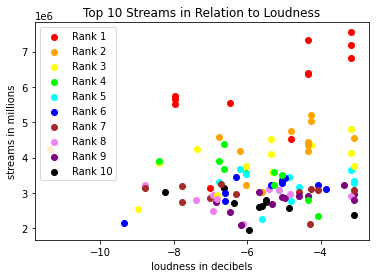 Top 10 Streams in Relation to Loudness
1e6
streams in millions
7
6
5
4
3
2
Rank 1
Rank 2
Rank 3
Rank 4
Rank 5
Rank 6
Rank 7
Rank 8
Rank 9
Rank 10
−10
−8
−6
−4
loudness in decibels